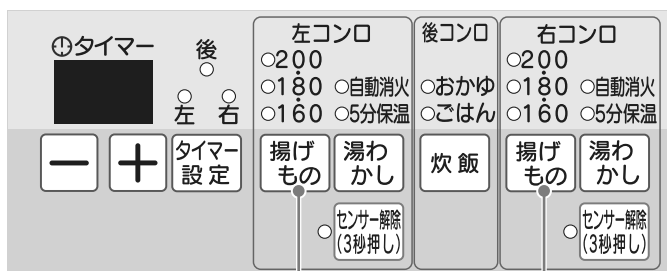 タイマー
後
左 右
− + タイマー設定
左コンロ
200
180 自動消火
160 5分保温
揚げもの 湯わかし
センサー解除
(3秒押し)
後コンロ
おかゆ
ごはん
炊飯
右コンロ
200
180 自動消火
160 5分保温
揚げもの 湯わかし
センサー解除
(3秒押し)